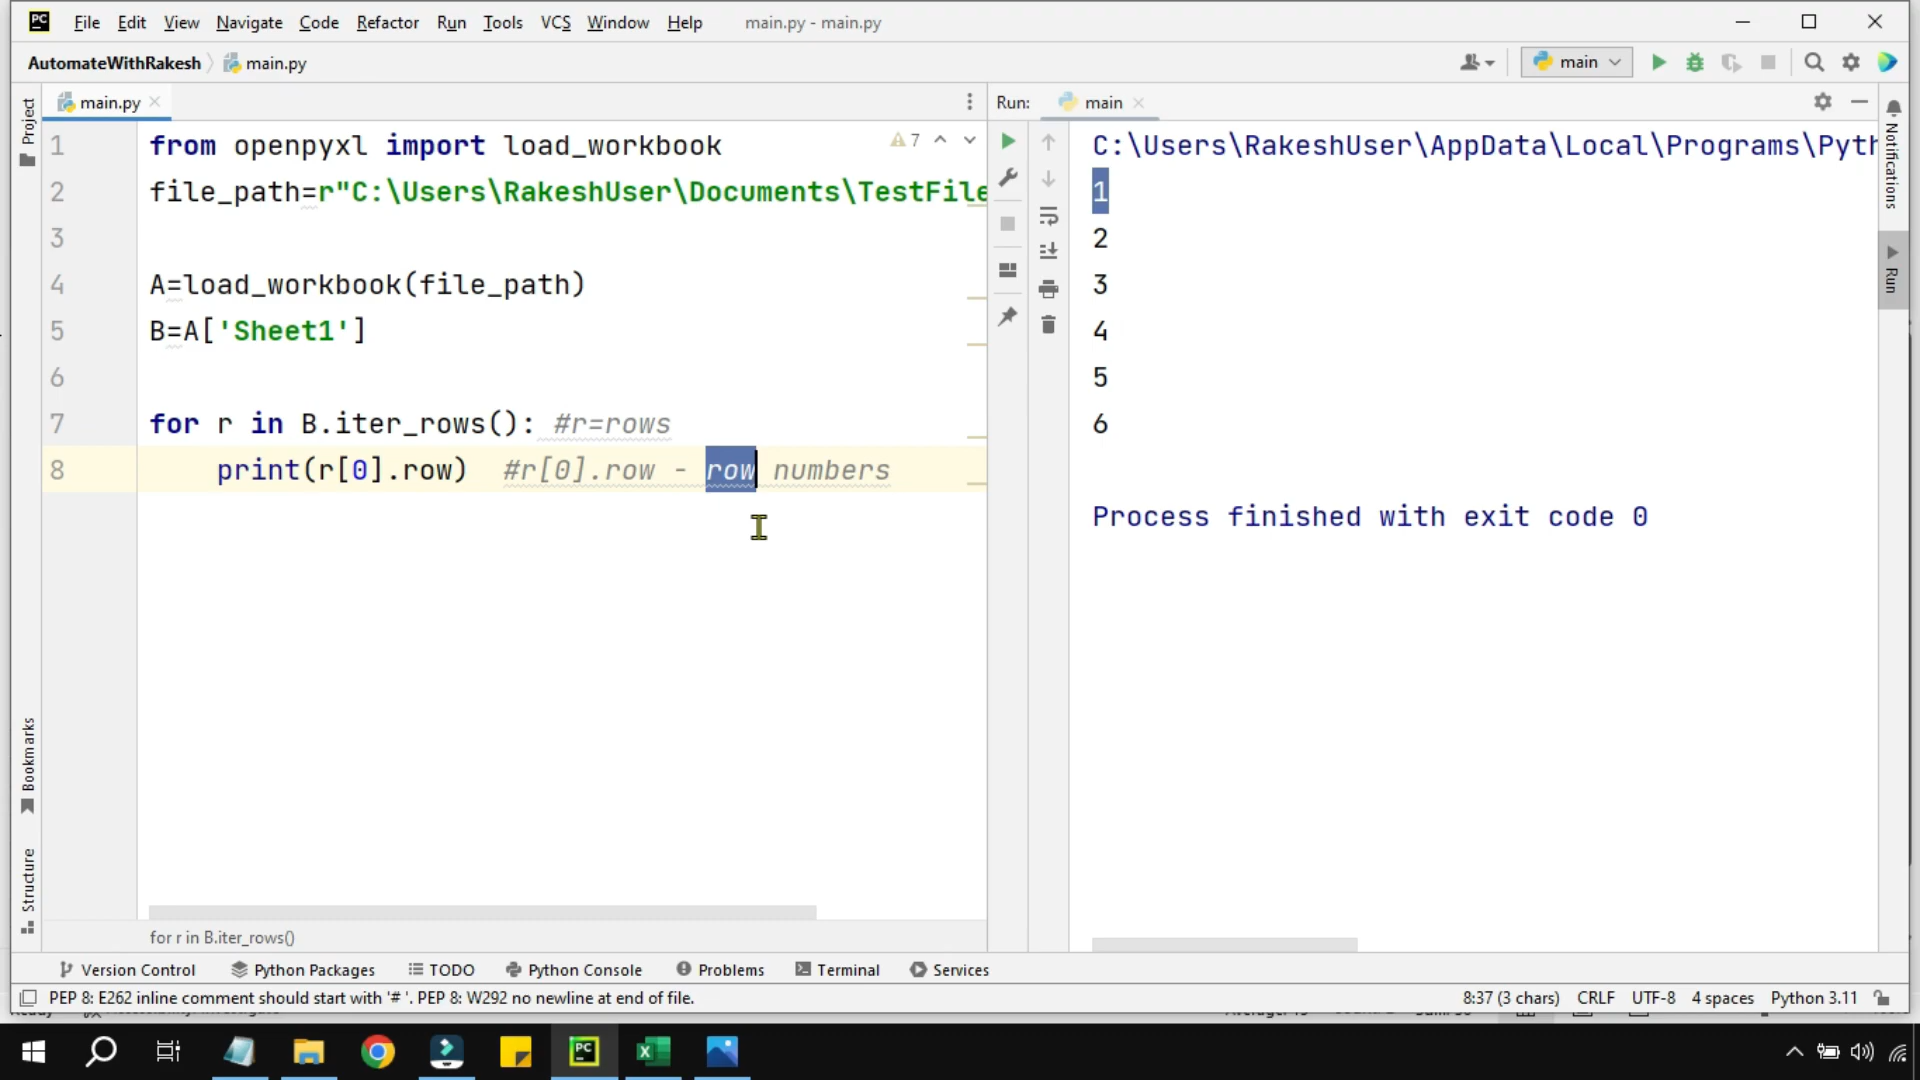 PC File Edit View Navigate Code Refactor Run Tools VCS Window Help main.py - main.py
AutomateWithRakesh main.py main
Project
main.py
Run: main
Notifications
Run
7
1 from openpyxl import load_workbook
2 file_path=r"C:\Users\RakeshUser\Documents\TestFile
3
4 A=load_workbook(file_path)
5 B=A['Sheet1']
6
7 for r in B.iter_rows(): #r=rows
8 print(r[0].row) #r[0].row - row numbers
C:\Users\RakeshUser\AppData\Local\Programs\Pyth
1
2
3
4
5
6
Process finished with exit code 0
Bookmarks
Structure
for r in B.iter_rows()
Version Control Python Packages TODO Python Console Problems Terminal Services
PEP 8: E262 inline comment should start with '# '. PEP 8: W292 no newline at end of file. 8:37 (3 chars) CRLF UTF-8 4 spaces Python 3.11
PC